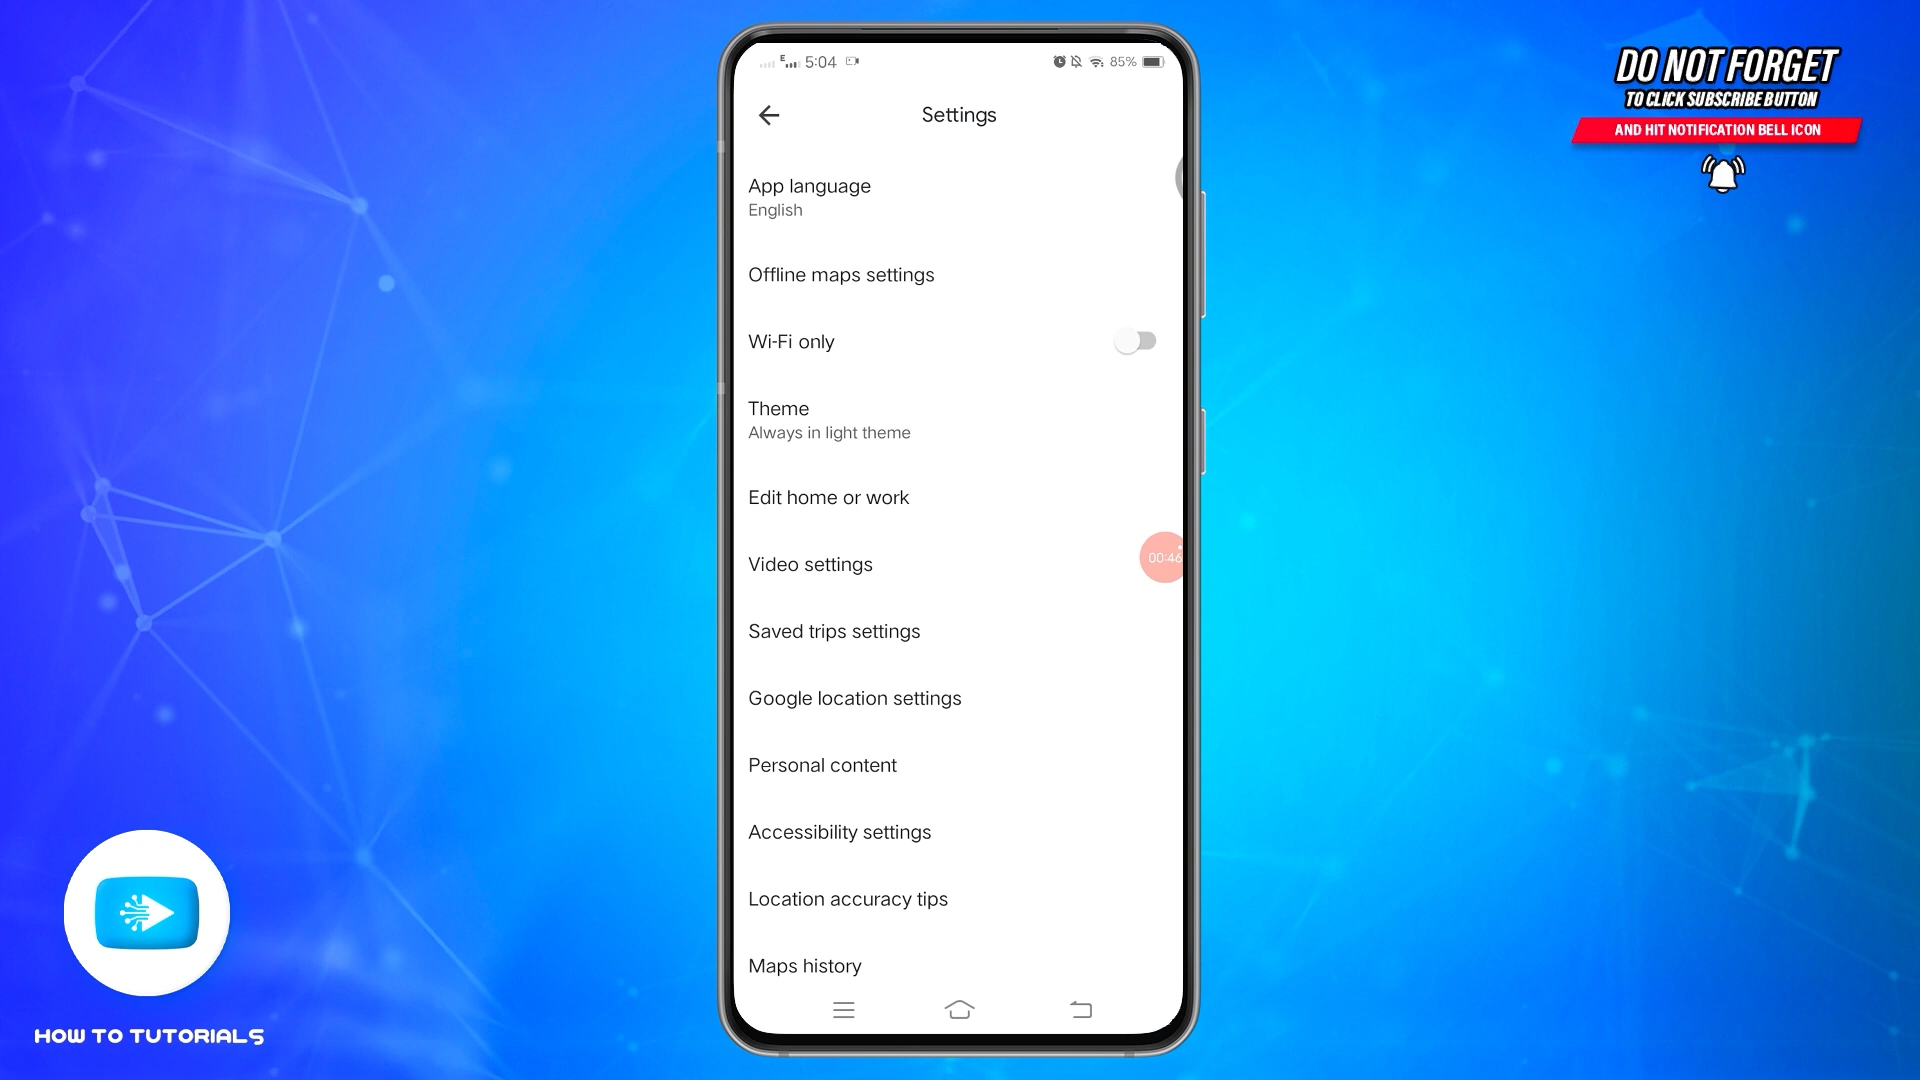 E 5:04 85%
Settings
App language
English
Offline maps settings
Wi-Fi only
Theme
Always in light theme
Edit home or work
Video settings
00:46
Saved trips settings
Google location settings
Personal content
Accessibility settings
Location accuracy tips
Maps history
DO NOT FORGET
TO CLICK SUBSCRIBE BUTTON
AND HIT NOTIFICATION BELL ICON
HOW TO TUTORIALS